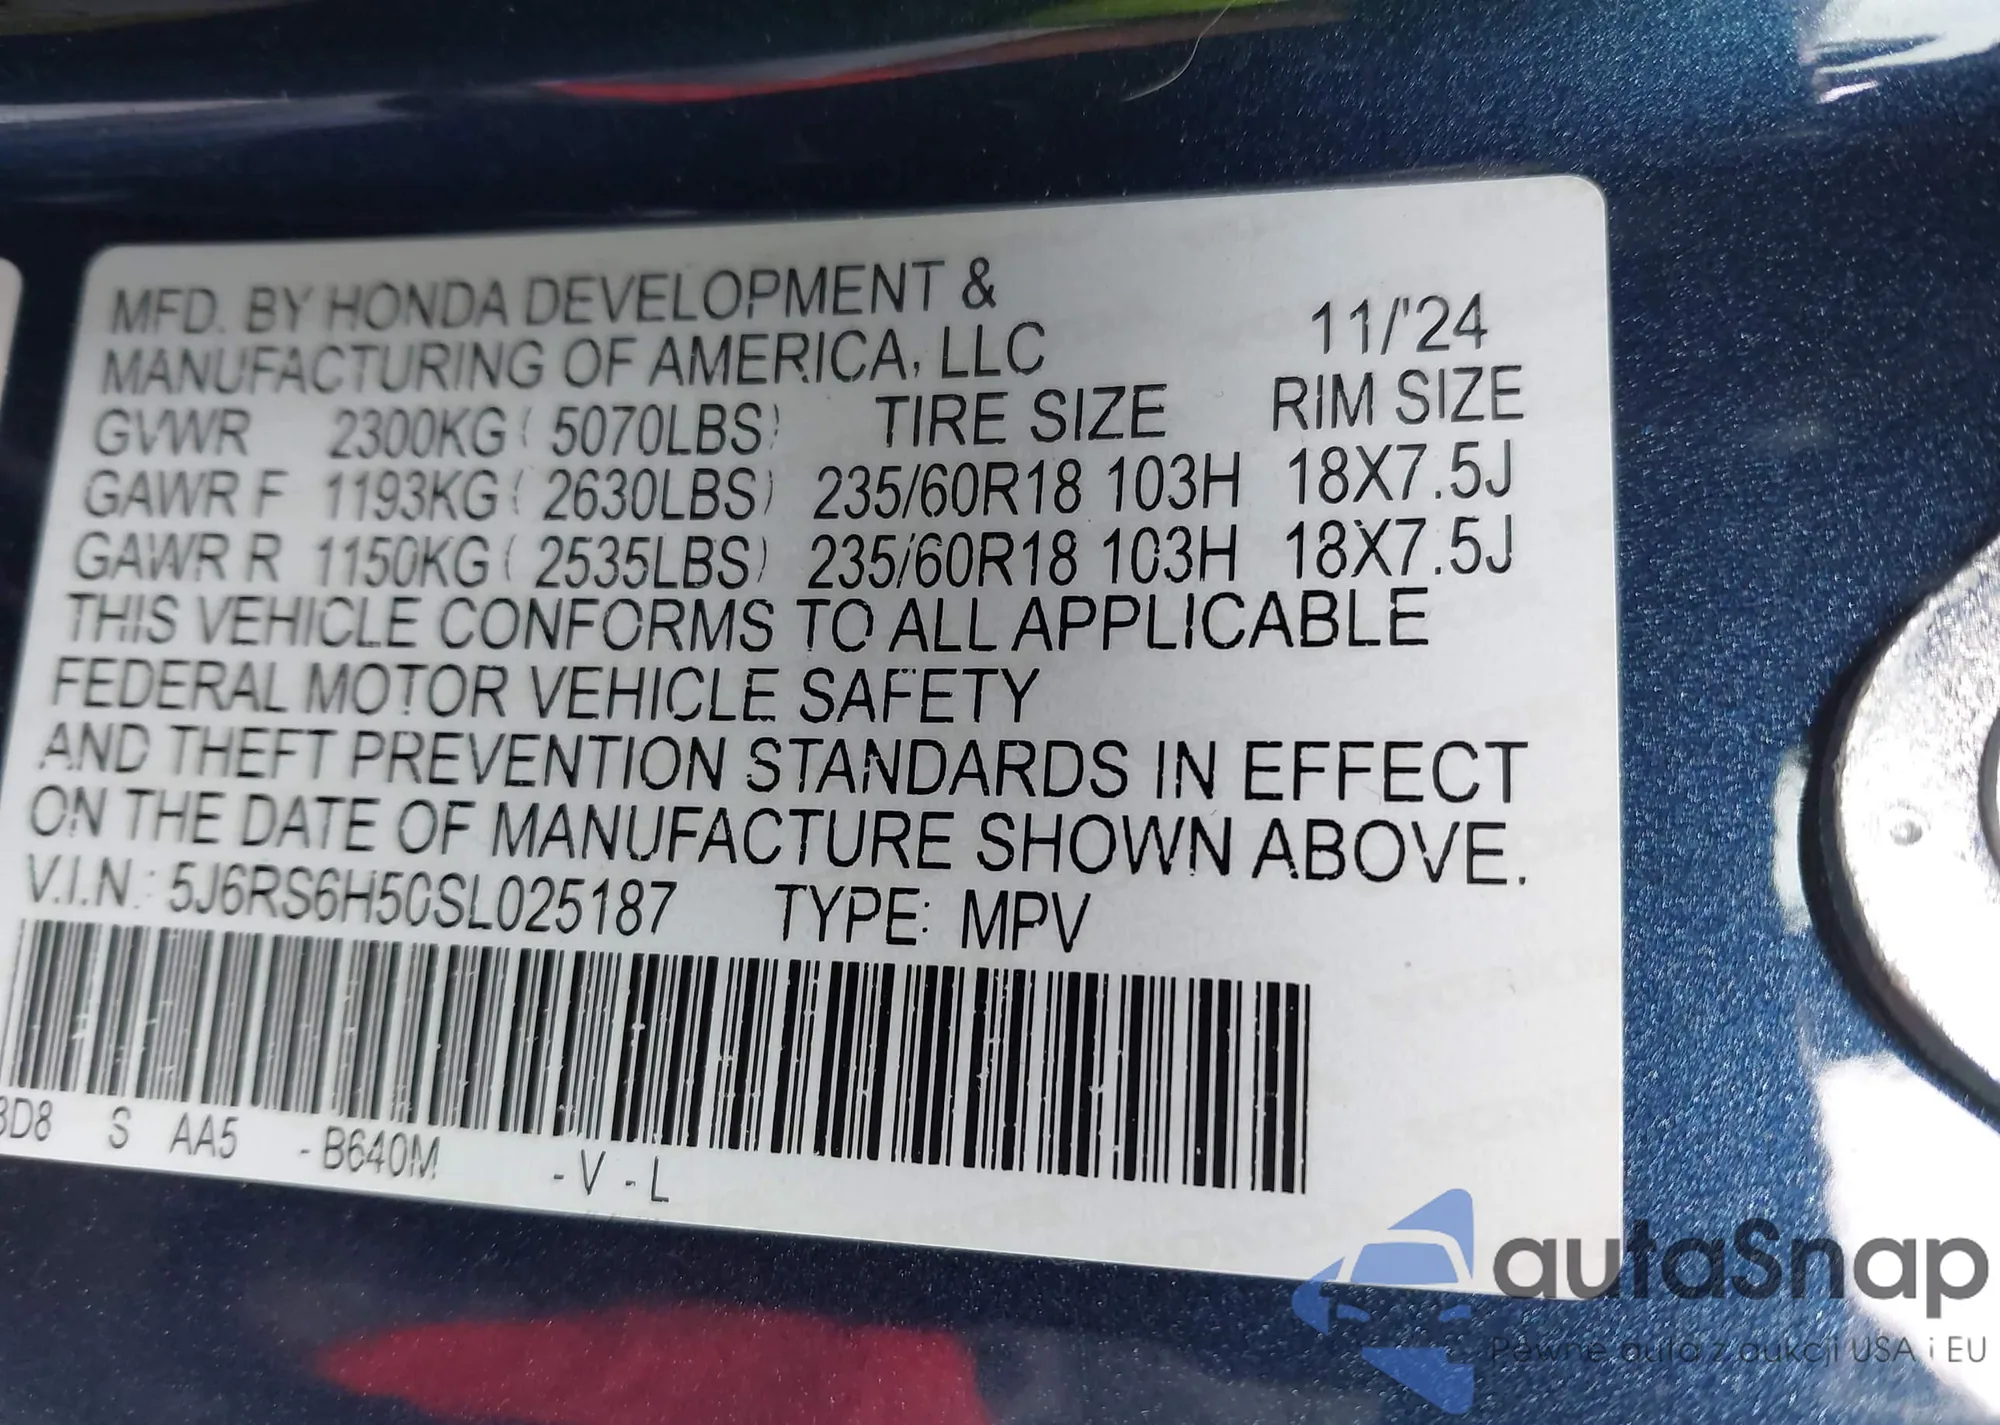 MFD. BY HONDA DEVELOPMENT &
MANUFACTURING OF AMERICA, LLC 11/'24
GVWR 2300KG ( 5070LBS) TIRE SIZE RIM SIZE
GAWR F 1193KG ( 2630LBS) 235/60R18 103H 18X7.5J
GAWR R 1150KG ( 2535LBS) 235/60R18 103H 18X7.5J
THIS VEHICLE CONFORMS TO ALL APPLICABLE
FEDERAL MOTOR VEHICLE SAFETY
AND THEFT PREVENTION STANDARDS IN EFFECT
ON THE DATE OF MANUFACTURE SHOWN ABOVE.
V.I.N.: 5J6RS6H50SL025187 TYPE: MPV
3D8 S AA5 -B640M -V-L
autaSnap
Pewne auta z aukcji USA i EU